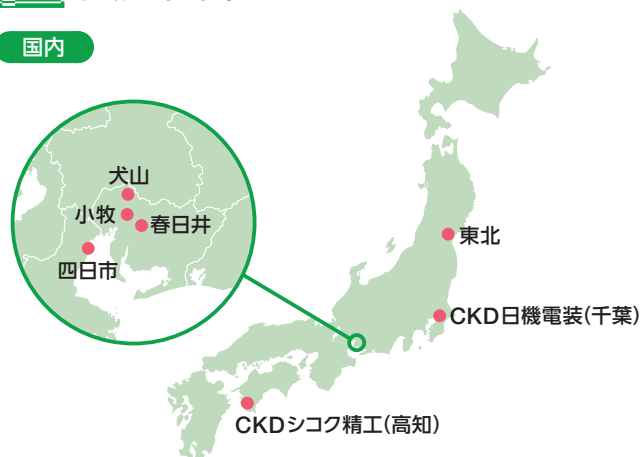 国内
犬山
小牧
春日井
四日市
東北
CKD日機電装(千葉)
CKDシコク精工(高知)